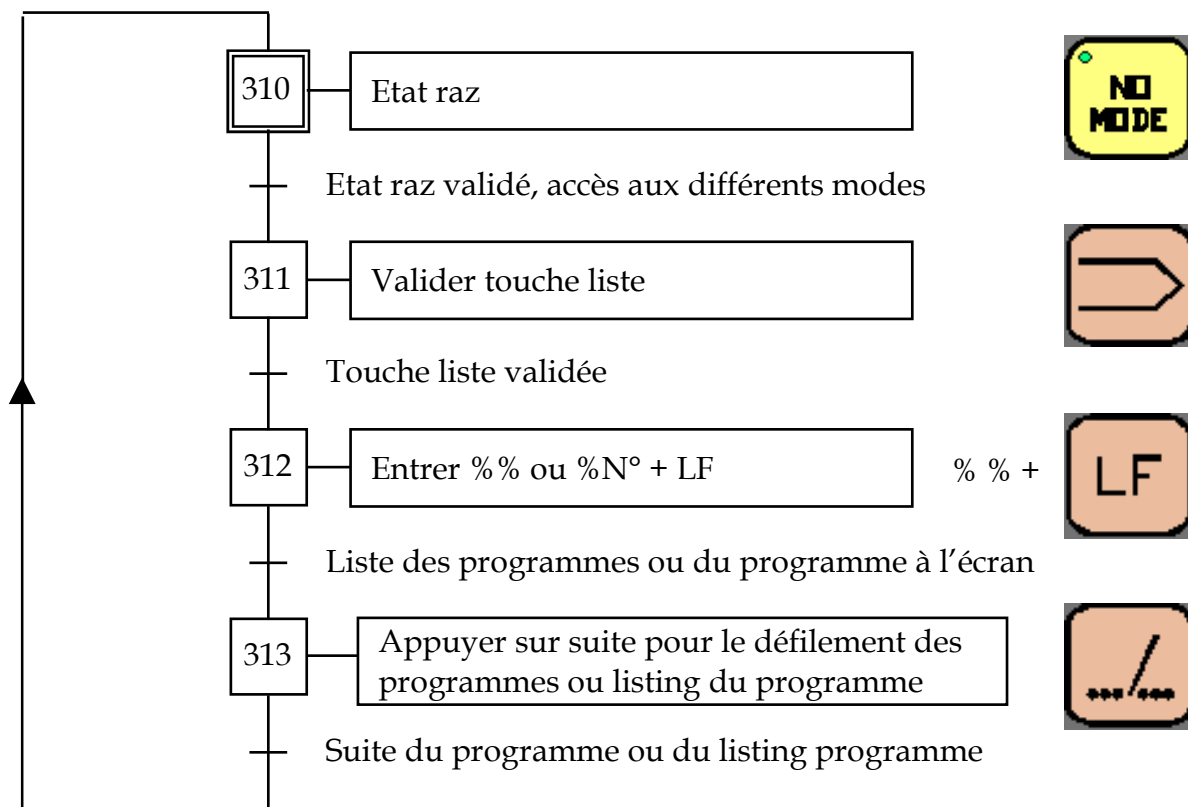 310
Etat raz
NO
MODE
Etat raz validé, accès aux différents modes
311
Valider touche liste
Touche liste validée
312
Entrer %% ou %N° + LF
% % +
LF
Liste des programmes ou du programme à l’écran
313
Appuyer sur suite pour le défilement des
programmes ou listing du programme
.../...
Suite du programme ou du listing programme